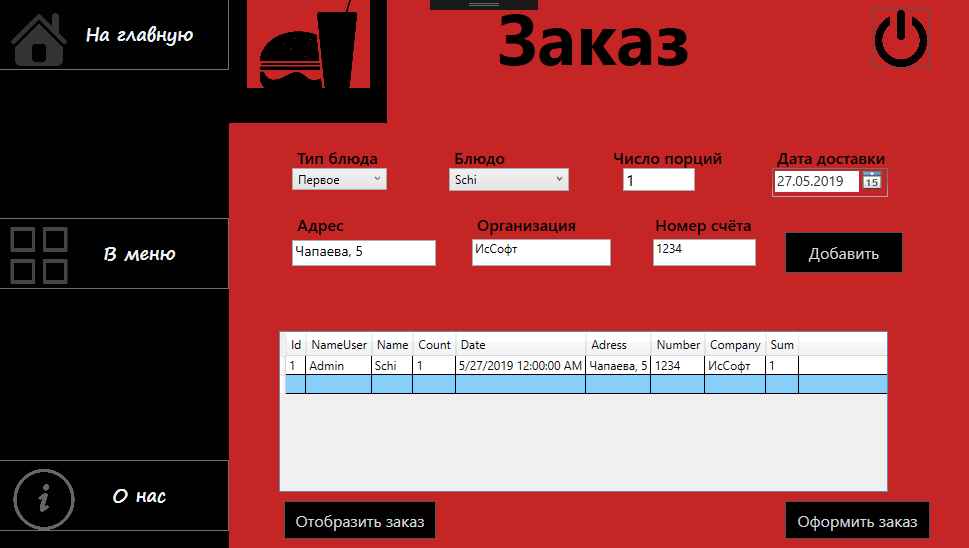 На главную
Заказ
Тип блюда Блюдо Число порций Дата доставки
Первое Schi 1 27.05.2019 15
Адрес Организация Номер счёта
Чапаева, 5 ИсСофт 1234 Добавить
В меню
Id NameUser Name Count Date Adress Number Company Sum
1 Admin Schi 1 5/27/2019 12:00:00 AM Чапаева, 5 1234 ИсСофт 1
О нас
Отобразить заказ Оформить заказ